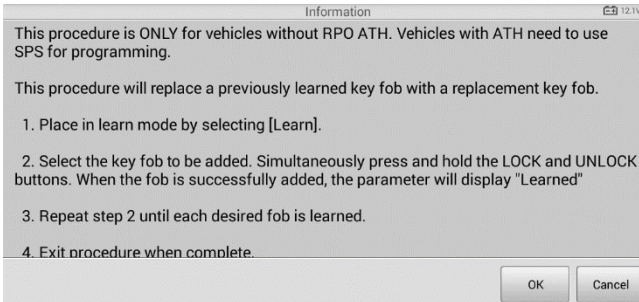 Information
12.1V
This procedure is ONLY for vehicles without RPO ATH. Vehicles with ATH need to use
SPS for programming.
This procedure will replace a previously learned key fob with a replacement key fob.
1. Place in learn mode by selecting [Learn].
2. Select the key fob to be added. Simultaneously press and hold the LOCK and UNLOCK
buttons. When the fob is successfully added, the parameter will display "Learned"
3. Repeat step 2 until each desired fob is learned.
4. Exit procedure when complete.
OK
Cancel